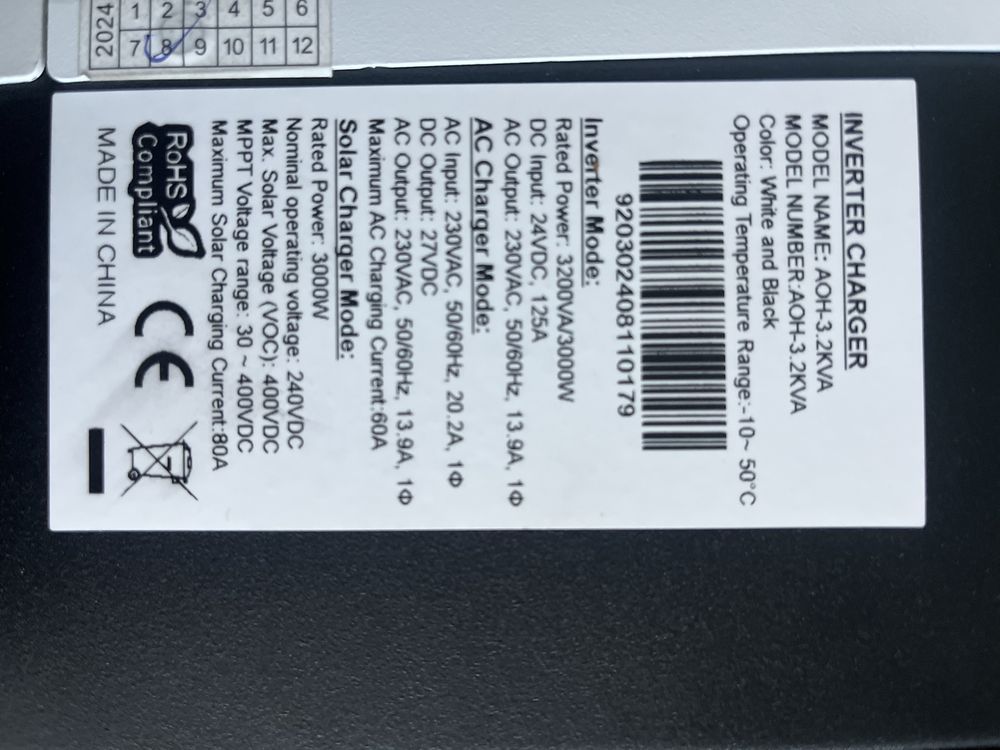 2024
1 2 3 4 5 6
7 8 9 10 11 12
INVERTER CHARGER
MODEL NAME: AOH-3.2KVA
MODEL NUMBER:AOH-3.2KVA
Color: White and Black
Operating Temperature Range:-10~ 50°C
920302408110179
Inverter Mode:
Rated Power: 3200VA/3000W
DC Input: 24VDC, 125A
AC Output: 230VAC, 50/60Hz, 13.9A, 1Φ
AC Charger Mode:
AC Input: 230VAC, 50/60Hz, 20.2A, 1Φ
DC Output: 27VDC
AC Output: 230VAC, 50/60Hz, 13.9A, 1Φ
Maximum AC Charging Current:60A
Solar Charger Mode:
Rated Power: 3000W
Nominal operating voltage: 240VDC
Max. Solar Voltage (VOC): 400VDC
MPPT Voltage range: 30 ~ 400VDC
Maximum Solar Charging Current:80A
RoHS
Compliant
CE
MADE IN CHINA